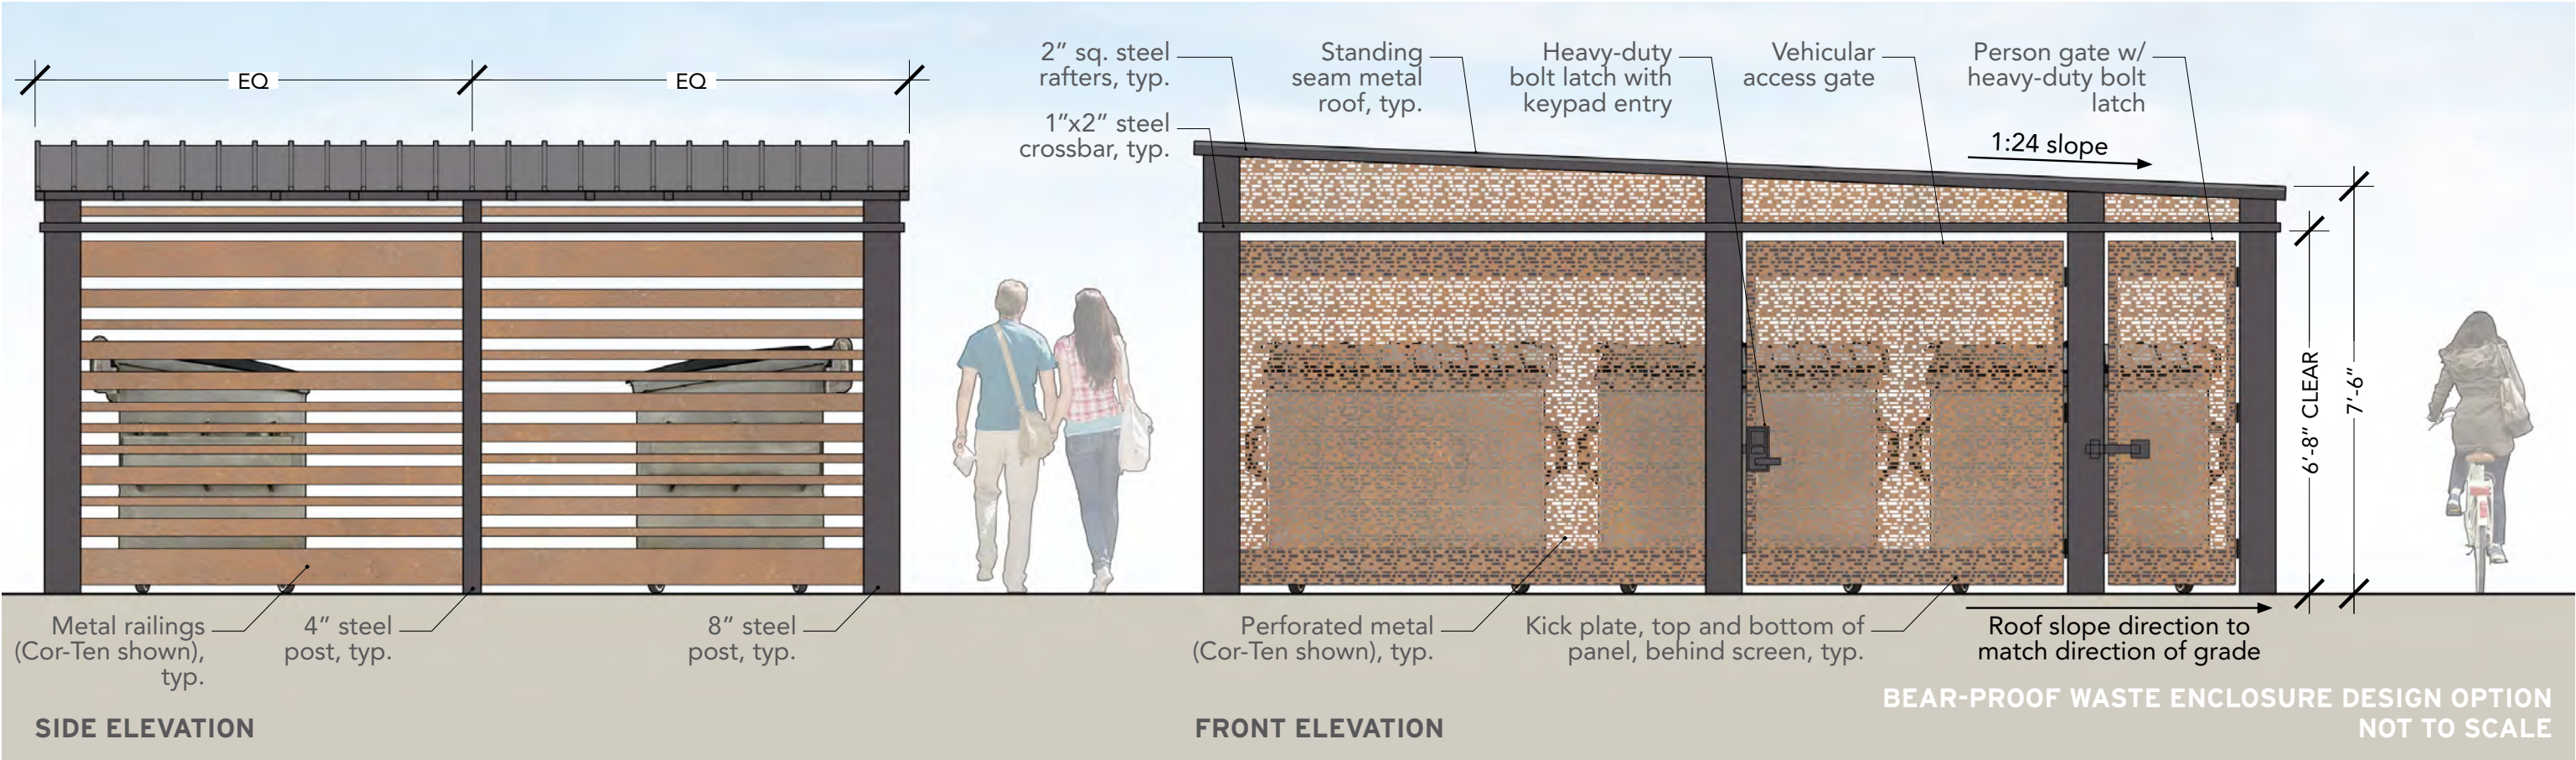 EQ
EQ
2” sq. steel
rafters, typ.
1”x2” steel
crossbar, typ.
Standing
seam metal
roof, typ.
Heavy-duty
bolt latch with
keypad entry
Vehicular
access gate
Person gate w/
heavy-duty bolt
latch
1:24 slope
6’-8” CLEAR
7’-6”
Metal railings
(Cor-Ten shown),
typ.
4” steel
post, typ.
8” steel
post, typ.
Perforated metal
(Cor-Ten shown), typ.
Kick plate, top and bottom of
panel, behind screen, typ.
Roof slope direction to
match direction of grade
SIDE ELEVATION
FRONT ELEVATION
BEAR-PROOF WASTE ENCLOSURE DESIGN OPTION
NOT TO SCALE